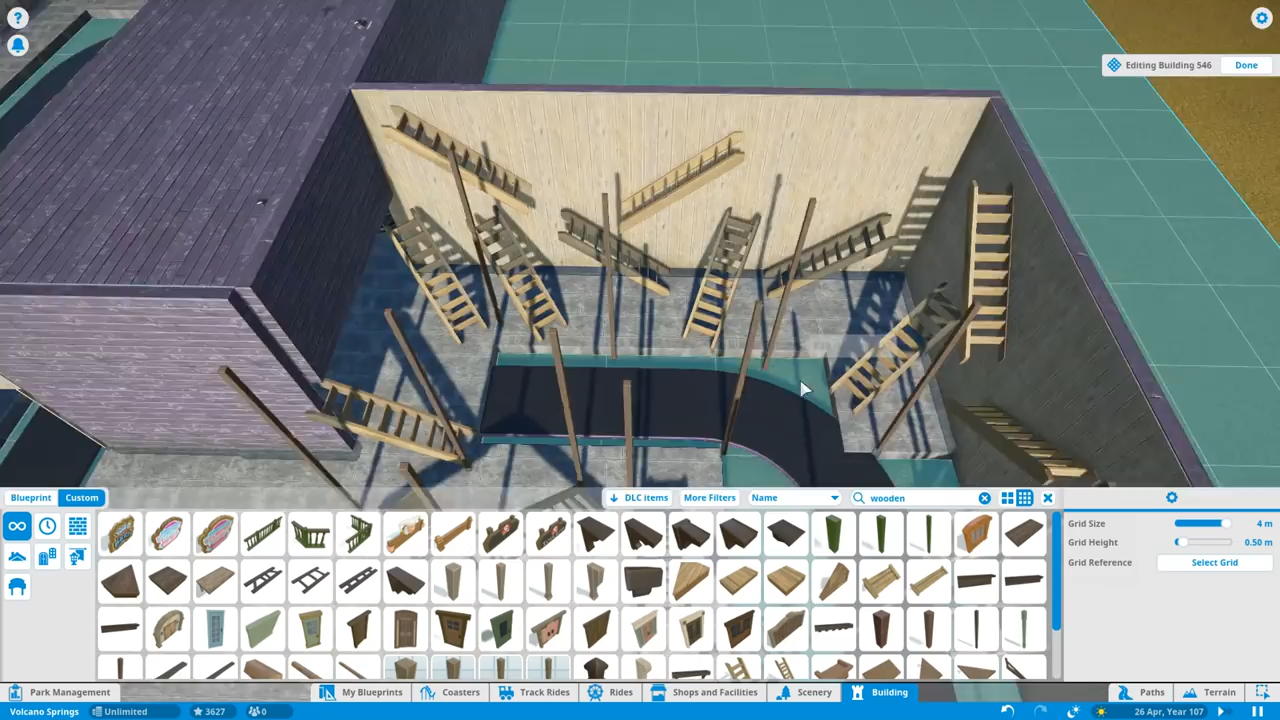 ?
Editing Building 546 Done
Blueprint Custom DLC items More Filters Name wooden
Grid Size 4 m
Grid Height 0.50 m
Grid Reference Select Grid
Park Management My Blueprints Coasters Track Rides Rides Shops and Facilities Scenery Building Paths Terrain
Volcano Springs Unlimited 3627 0 26 Apr, Year 107